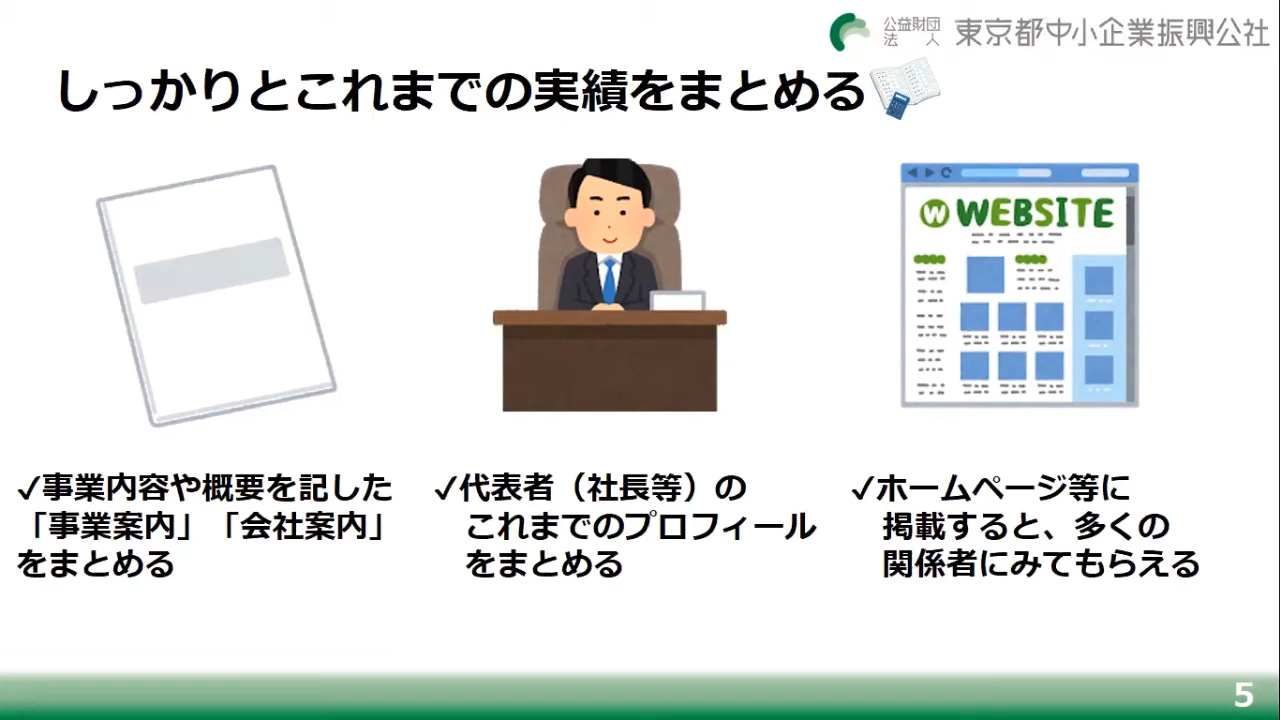 公益財団法人 東京都中小企業振興公社
しっかりとこれまでの実績をまとめる
WEBSITE
✓事業内容や概要を記した
「事業案内」「会社案内」
をまとめる
✓代表者（社長等）の
これまでのプロフィール
をまとめる
✓ホームページ等に
掲載すると、多くの
関係者にみてもらえる
5